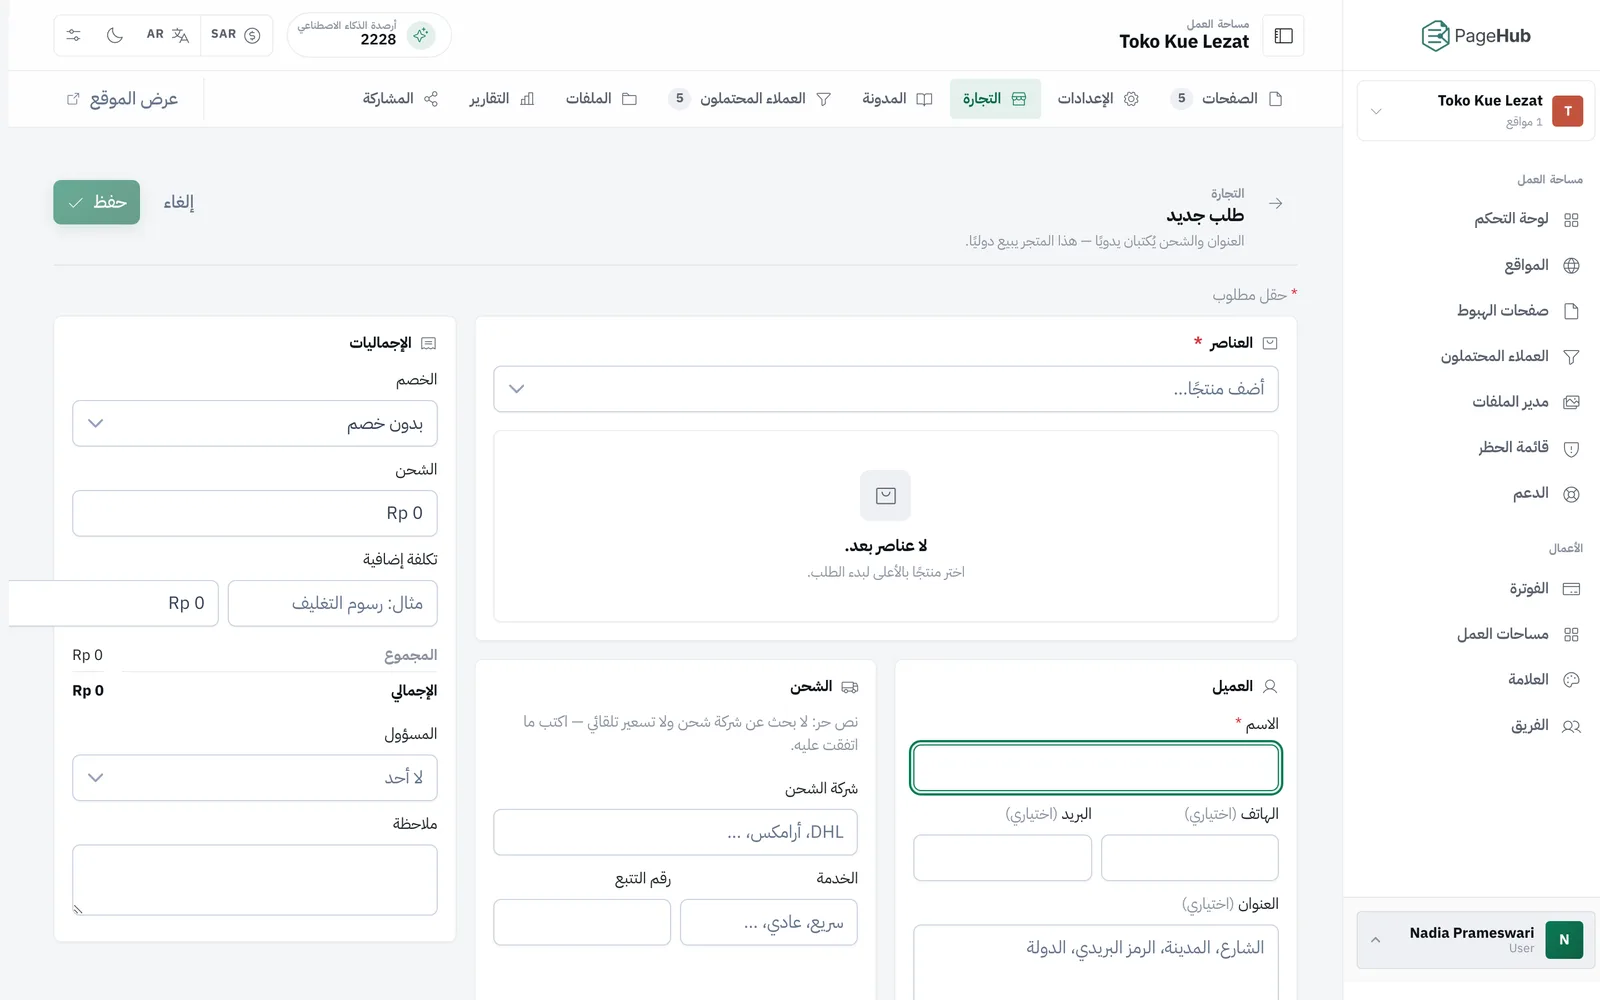 PageHub
Toko Kue Lezat
1 مواقع
T
مساحة العمل
لوحة التحكم
المواقع
صفحات الهبوط
العملاء المحتملون
مدير الملفات
قائمة الحظر
الدعم
الأعمال
الفوترة
مساحات العمل
العلامة
الفريق
Nadia Prameswari
User
N
مساحة العمل
Toko Kue Lezat
أرصدة الذكاء الاصطناعي
2228
SAR
AR
الصفحات 5
الإعدادات
التجارة
المدونة
العملاء المحتملون 5
الملفات
التقارير
المشاركة
عرض الموقع
التجارة
طلب جديد
العنوان والشحن يُكتبان يدويًا — هذا المتجر يبيع دوليًا.
إلغاء
حفظ
* حقل مطلوب
العناصر *
أضف منتجًا...
لا عناصر بعد.
اختر منتجًا بالأعلى لبدء الطلب.
العميل
الاسم *
الهاتف (اختياري)
البريد (اختياري)
العنوان (اختياري)
الشارع، المدينة، الرمز البريدي، الدولة
الشحن
نص حر: لا بحث عن شركة شحن ولا تسعير تلقائي — اكتب ما
اتفقت عليه.
شركة الشحن
DHL، أرامكس، ...
الخدمة
رقم التتبع
سريع، عادي، ...
الإجماليات
الخصم
بدون خصم
الشحن
Rp 0
تكلفة إضافية
مثال: رسوم التغليف
Rp 0
المجموع
Rp 0
الإجمالي
Rp 0
المسؤول
لا أحد
ملاحظة